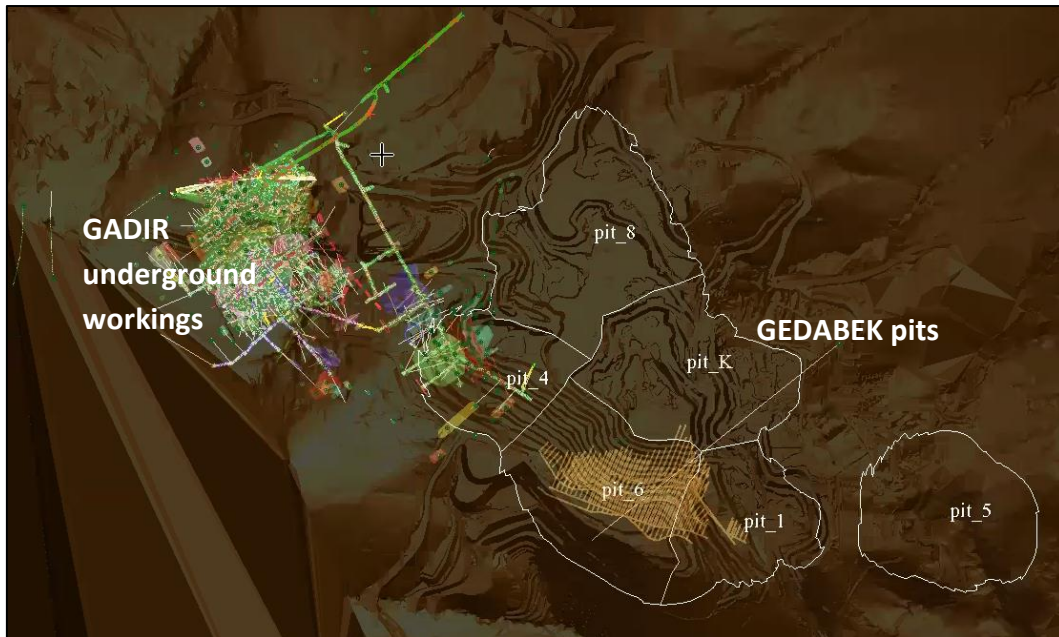 pit_8
GADIR
underground
workings
GEDABEK pits
pit_K
pit_4
pit_6
pit_1
pit_5